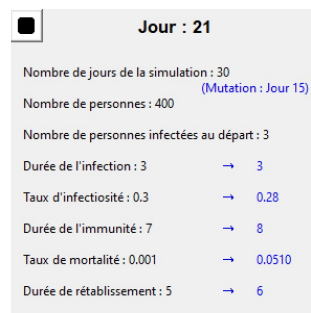 Jour : 21
Nombre de jours de la simulation : 30
(Mutation : Jour 15)
Nombre de personnes : 400
Nombre de personnes infectées au départ : 3
Durée de l'infection : 3 → 3
Taux d'infectiosité : 0.3 → 0.28
Durée de l'immunité : 7 → 8
Taux de mortalité : 0.001 → 0.0510
Durée de rétablissement : 5 → 6